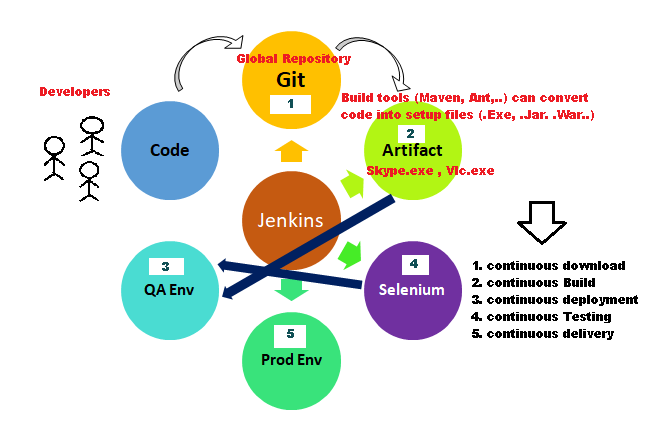 Global Repository
Git
1
Developers
Build tools (Maven, Ant,..) can convert
code into setup files (.Exe, .Jar. .War..)
2
Code
Artifact
Skype.exe , Vlc.exe
Jenkins
3
QA Env
4
Selenium
1. continuous download
2. continuous Build
3. continuous deployment
4. continuous Testing
5. continuous delivery
5
Prod Env